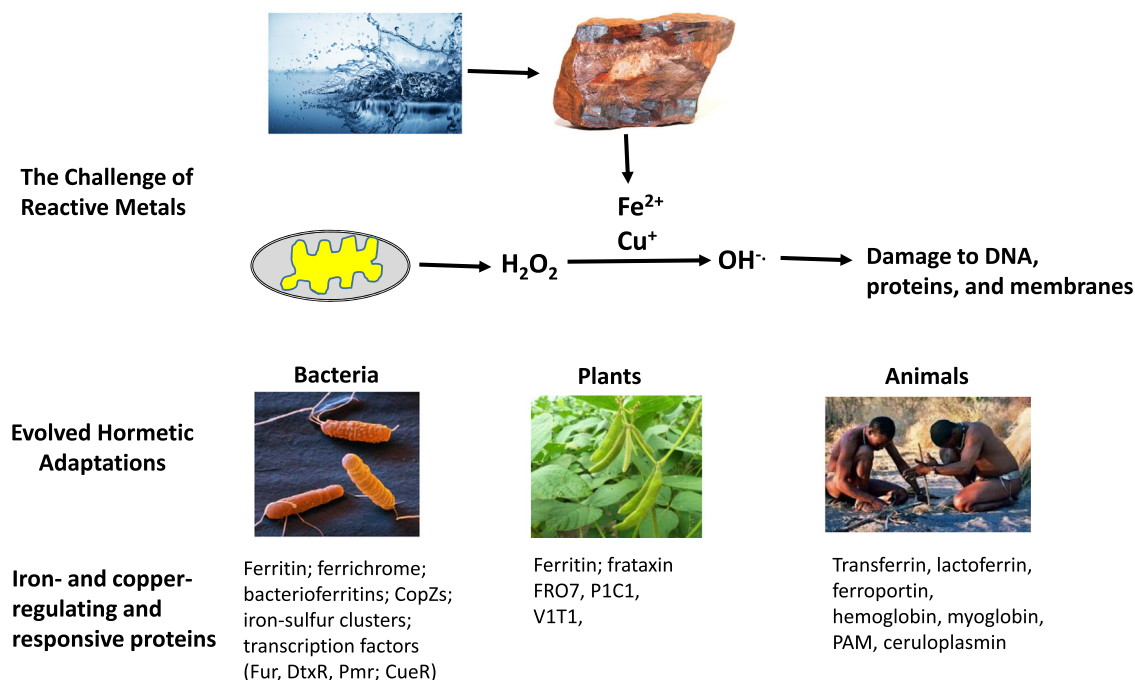 The Challenge of
Reactive Metals
Fe²⁺
Cu⁺
H₂O₂
OH⁻·
Damage to DNA,
proteins, and membranes
Bacteria
Plants
Animals
Evolved Hormetic
Adaptations
Iron- and copper-
regulating and
responsive proteins
Ferritin; ferrichrome;
bacterioferritins; CopZs;
iron-sulfur clusters;
transcription factors
(Fur, DtxR, Pmr; CueR)
Ferritin; frataxin
FRO7, P1C1,
V1T1,
Transferrin, lactoferrin,
ferroportin,
hemoglobin, myoglobin,
PAM, ceruloplasmin